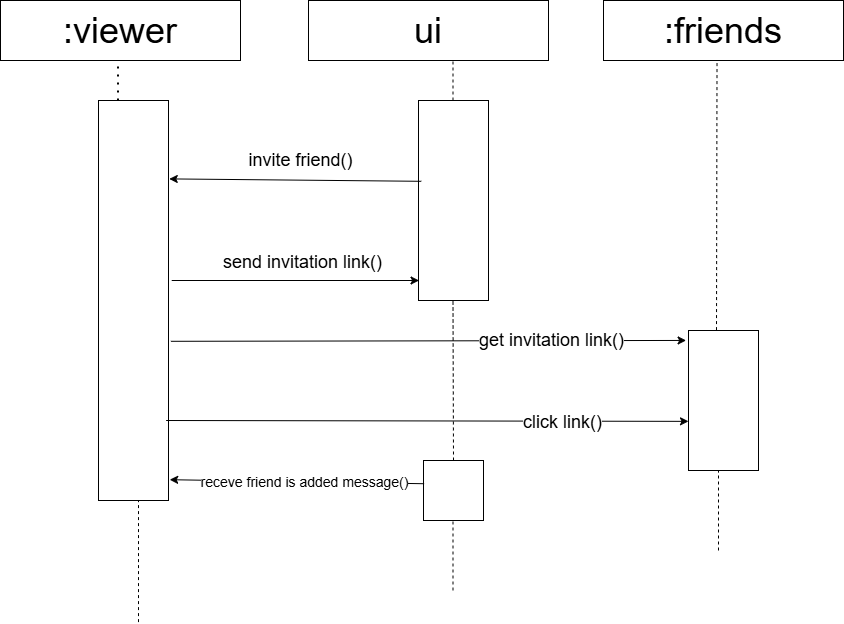 :viewer
ui
:friends
invite friend()
send invitation link()
get invitation link()
click link()
receve friend is added message()